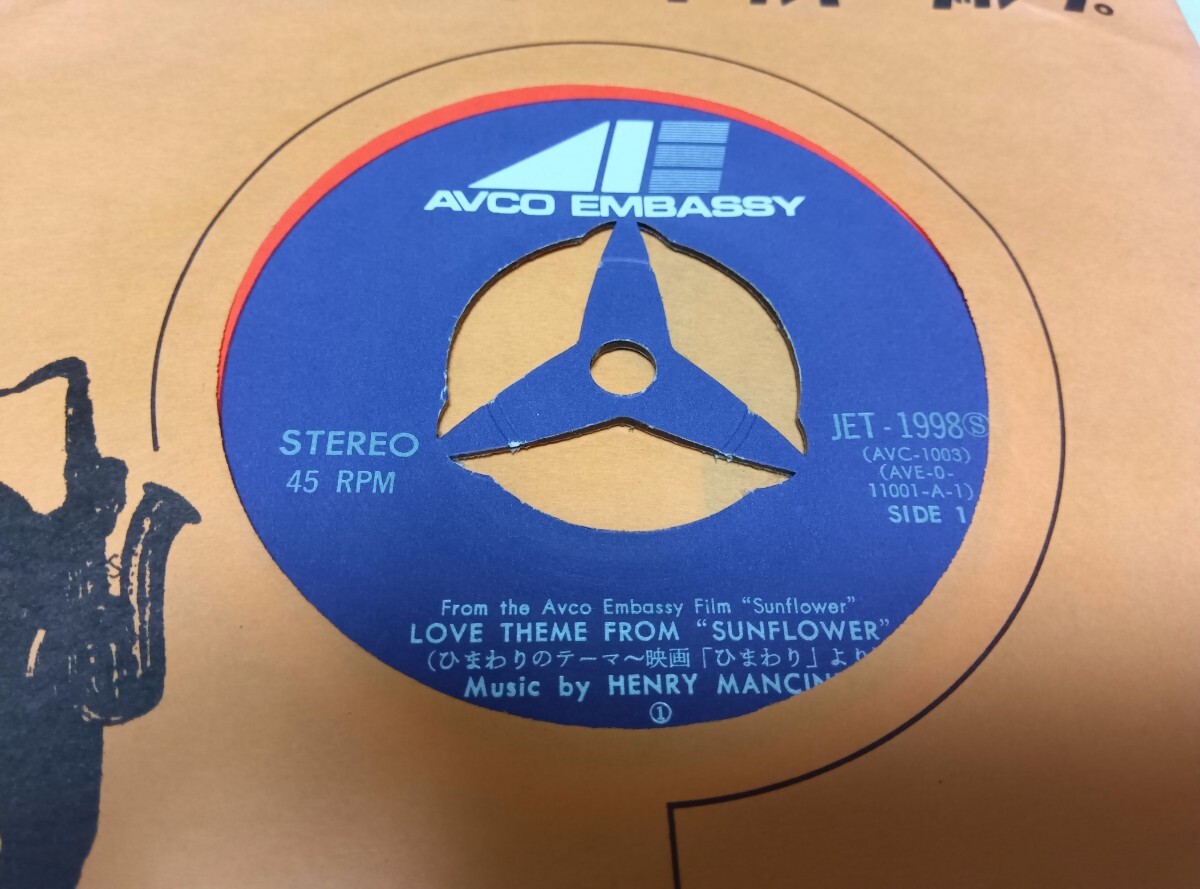 AVCO EMBASSY
STEREO
45 RPM
JET-1998Ⓢ
(AVC-1003)
(AVE-0-
11001-A-1)
SIDE 1
From the Avco Embassy Film "Sunflower"
LOVE THEME FROM "SUNFLOWER"
(ひまわりのテーマ〜映画「ひまわり」より
Music by HENRY MANCIN
①